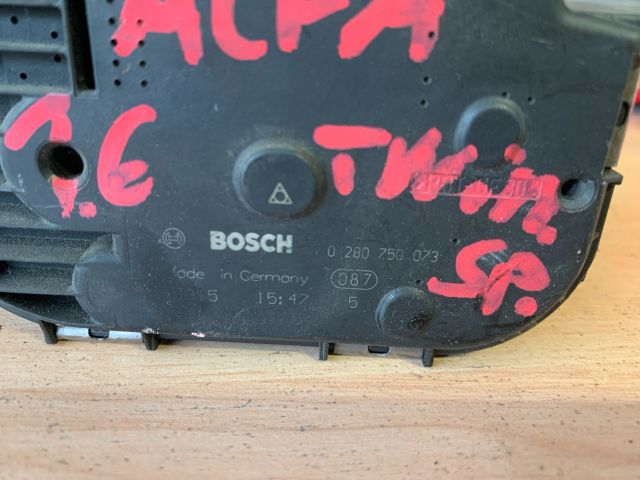 ALFA
1.6
TWin
SP.
BOSCH 0 280 750 073
Made in Germany 087
15:47 5